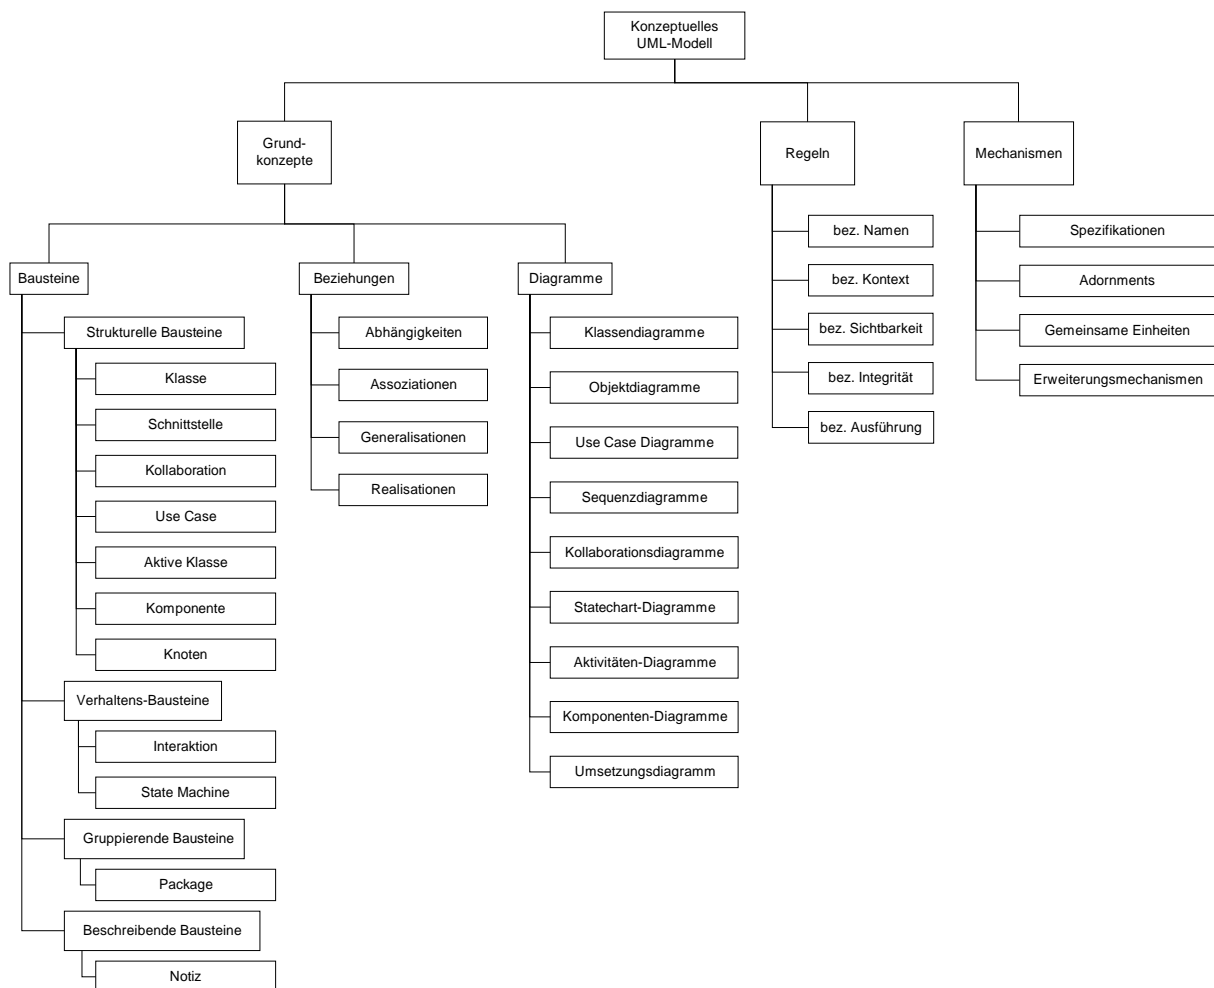 Konzeptuelles
UML-Modell
Grund-
konzepte
Regeln
Mechanismen
bez. Namen
bez. Kontext
bez. Sichtbarkeit
bez. Integrität
bez. Ausführung
Spezifikationen
Adornments
Gemeinsame Einheiten
Erweiterungsmechanismen
Bausteine
Beziehungen
Diagramme
Strukturelle Bausteine
Klasse
Schnittstelle
Kollaboration
Use Case
Aktive Klasse
Komponente
Knoten
Verhaltens-Bausteine
Interaktion
State Machine
Gruppierende Bausteine
Package
Beschreibende Bausteine
Notiz
Abhängigkeiten
Assoziationen
Generalisationen
Realisationen
Klassendiagramme
Objektdiagramme
Use Case Diagramme
Sequenzdiagramme
Kollaborationsdiagramme
Statechart-Diagramme
Aktivitäten-Diagramme
Komponenten-Diagramme
Umsetzungsdiagramm